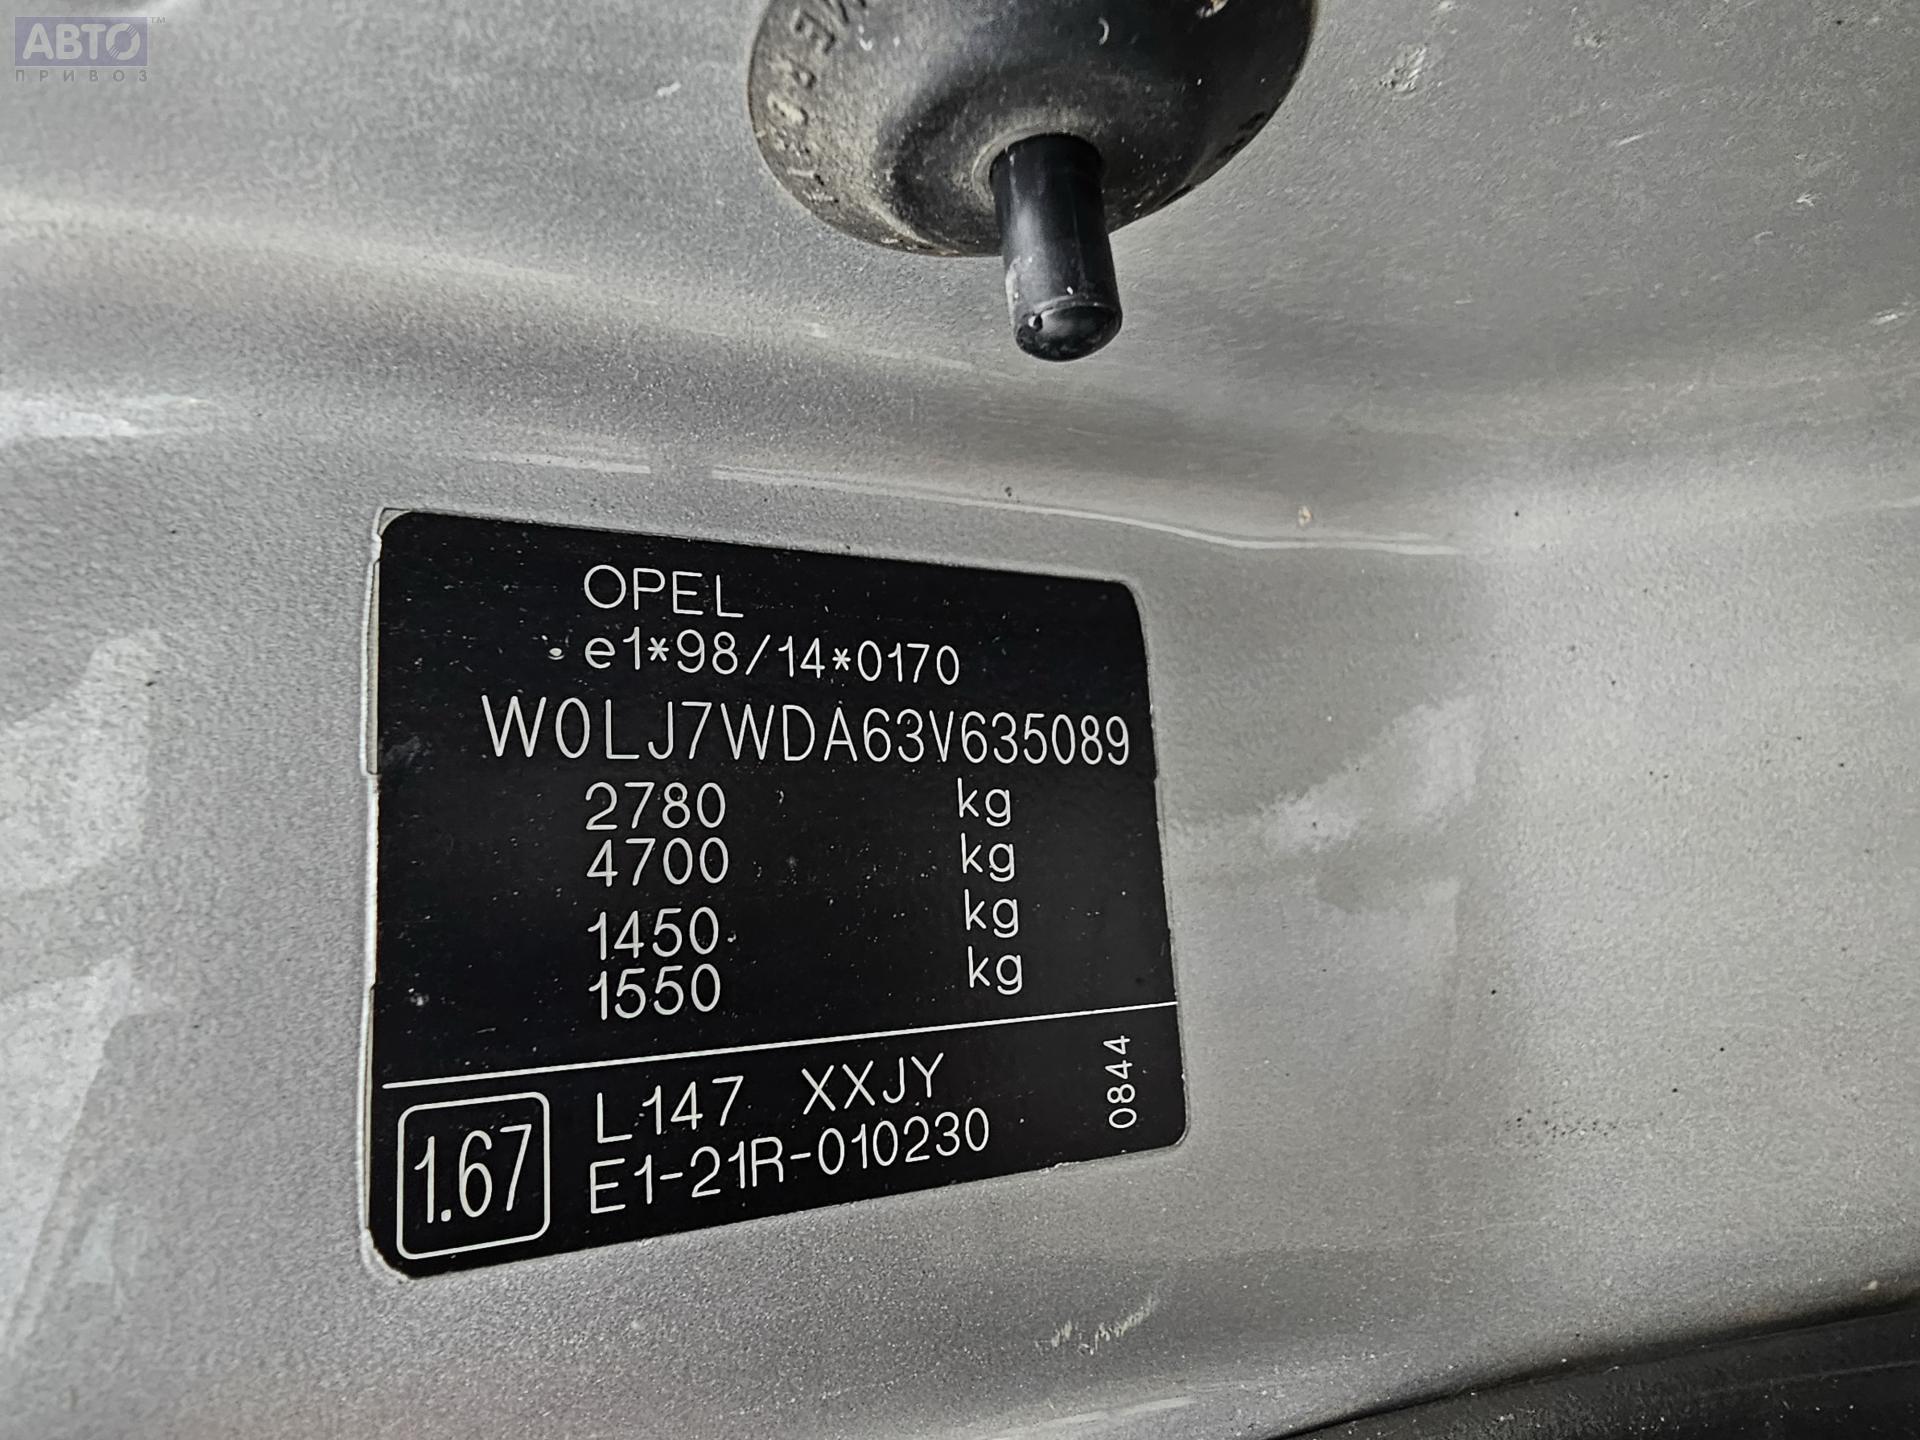 АВТО™
ПРИВОЗ
OPEL
e1*98/14*0170
W0LJ7WDA63V635089
2780 kg
4700 kg
1450 kg
1550 kg
1.67
L147 XXJY
E1-21R-010230
0844